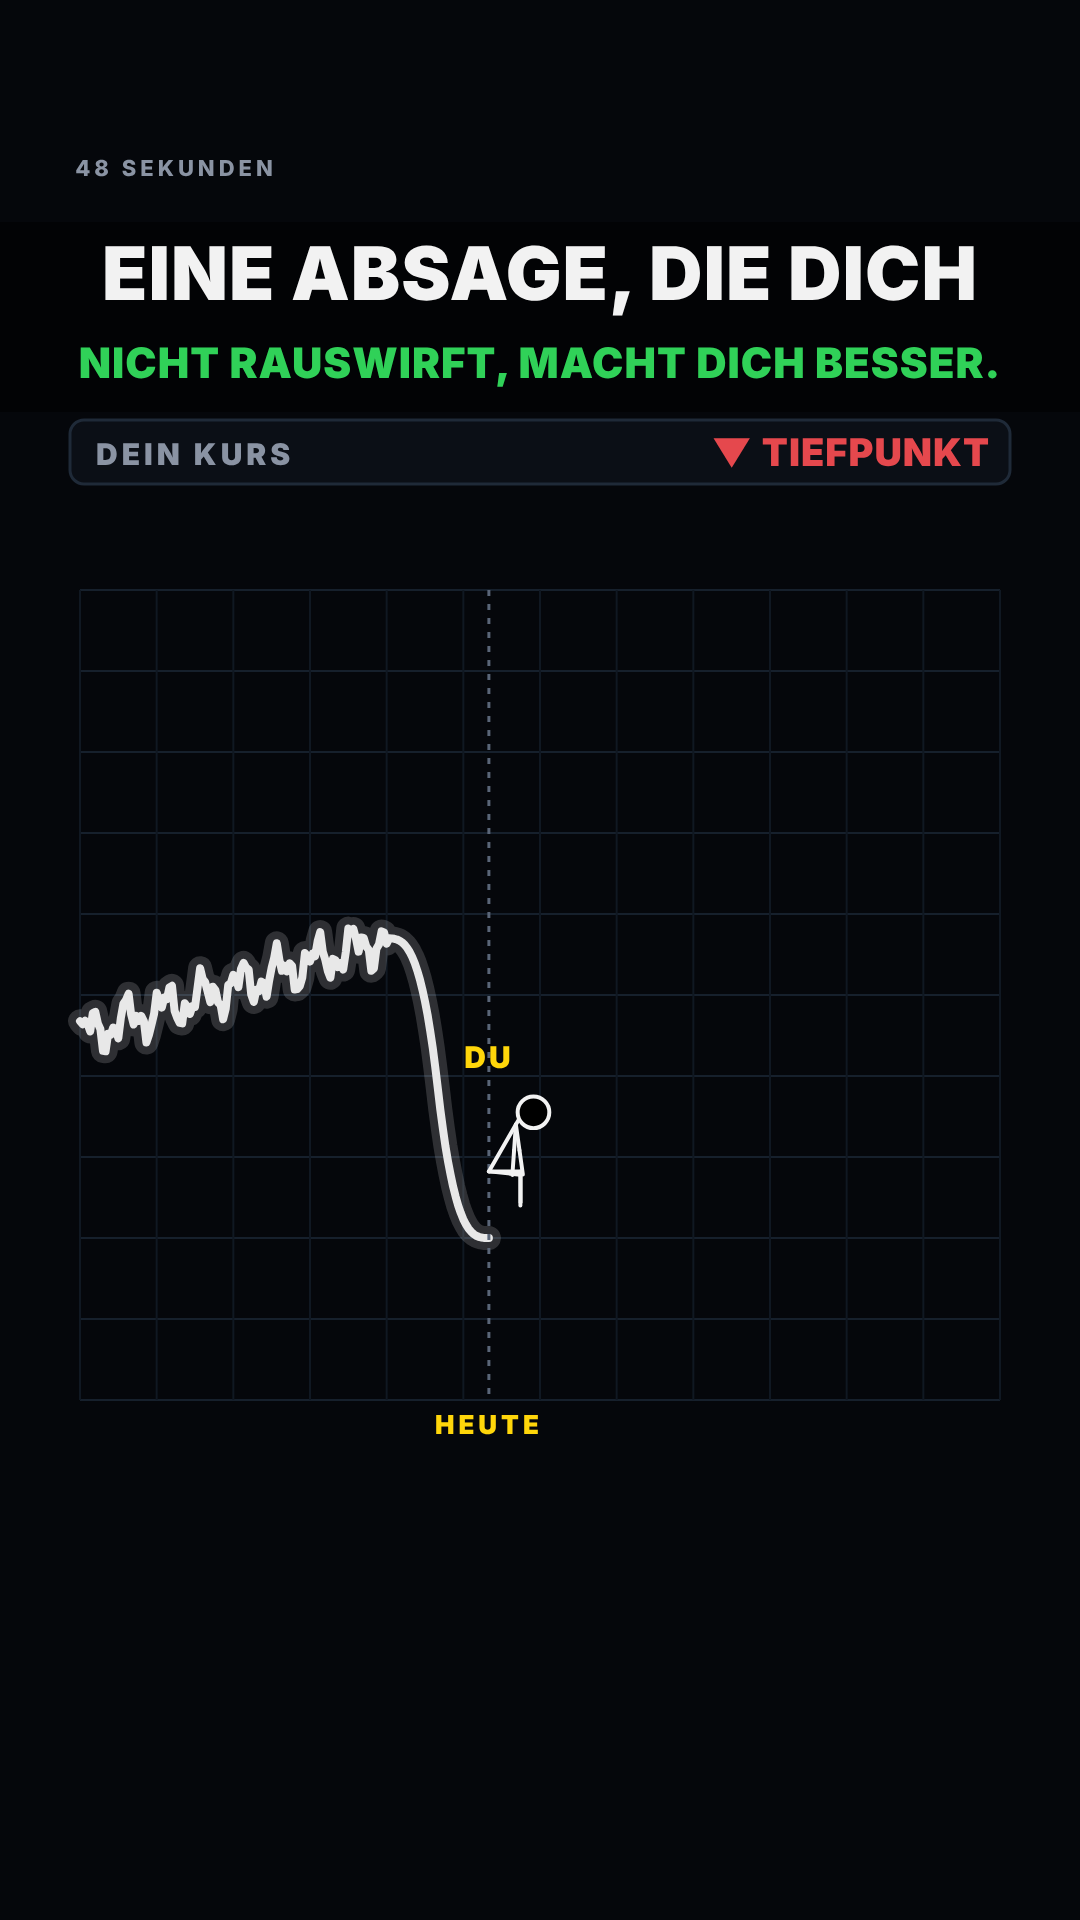 48 SEKUNDEN
EINE ABSAGE, DIE DICH
NICHT RAUSWIRFT, MACHT DICH BESSER.
DEIN KURS ▼ TIEFPUNKT
DU
HEUTE